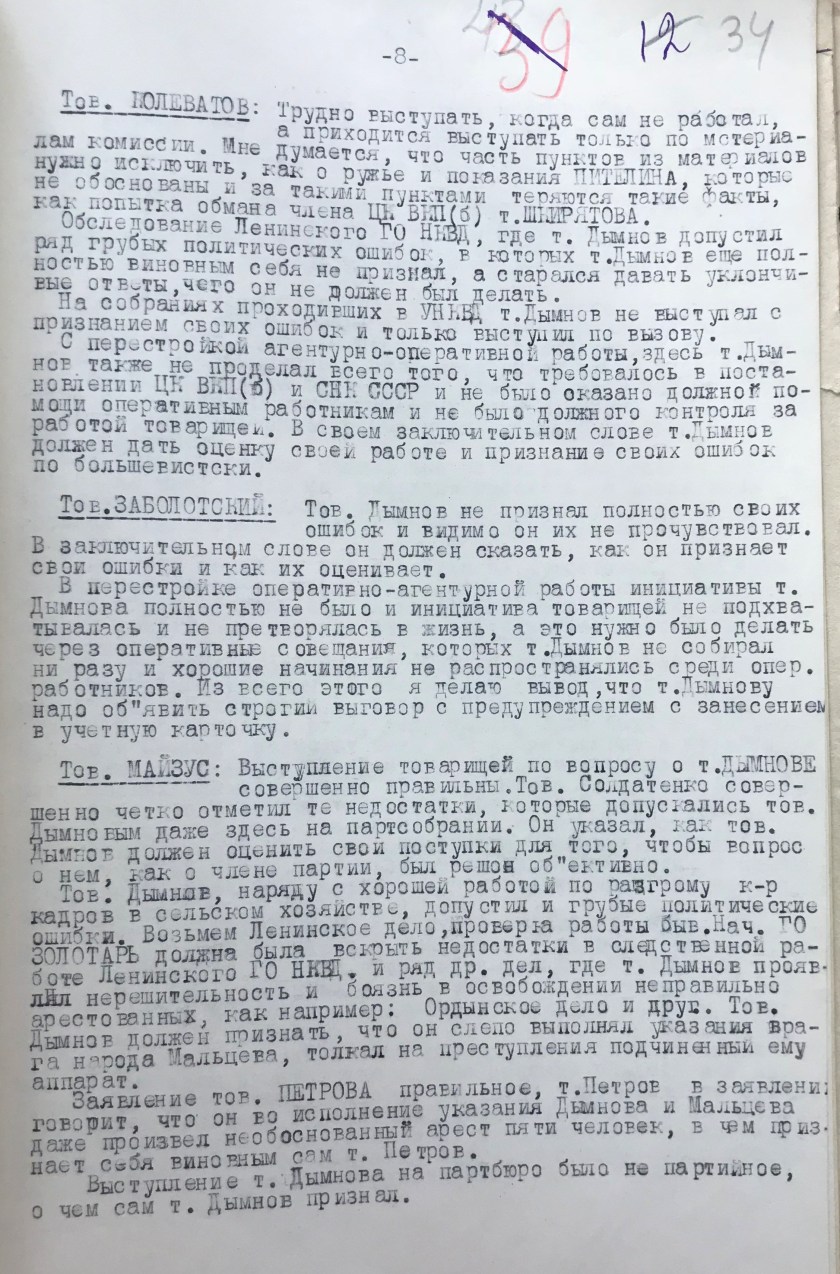 -8-
39
12 34
Тов. ПОЛЕВАТОВ: Трудно выступать, когда сам не работал,
а приходится выступать только по мстериа-
лам комиссии. Мне думается, что часть пунктов из материалов
нужно исключить, как о ружье и показания ПИТЕЛИНА, которые
не обоснованы и за такими пунктами теряются такие факты,
как попытка обмана члена ЦК ВКП(б) т.ШКИРЯТОВА.
Обследование Ленинского ГО НКВД, где т. Дымнов допустил
ряд грубых политических ошибок, в которых т.Дымнов еще пол-
ностью виновным себя не признал, а старался давать уклончи-
вые ответы,чего он не должен был делать.
На собраниях проходивших в УНКВД т.Дымнов не выступал с
признанием своих ошибок и только выступил по вызову.
С перестройкой агентурно-оперативной работы,здесь т.Дым-
нов также не проделал всего того, что требовалось в поста-
новлении ЦК ВКП(б) и СНК СССР и не было оказано должной по-
мощи оперативным работникам и не было должного контроля за
работой товарищей. В своем заключительном слове т.Дымнов
должен дать оценку своей работе и признание своих ошибок
по большевистски.
Тов.ЗАБОЛОТСКИЙ: Тов. Дымнов не признал полностью своих
ошибок и видимо он их не прочувствовал.
В заключительном слове он должен сказать, как он признает
свои ошибки и как их оценивает.
В перестройке оперативно-агентурной работы инициативы т.
Дымнова полностью не было и инициатива товарищей не подхва-
тывалась и не претворялась в жизнь, а это нужно было делать
через оперативные совещания, которых т.Дымнов не собирал
ни разу и хорошие начинания не распространялись среди опер.
работников. Из всего этого я делаю вывод,что т.Дымнову
надо об"явить строгий выговор с предупреждением с занесением
в учетную карточку.
Тов. МАЙЗУС: Выступление товарищей по вопросу о т.ДЫМНОВЕ
совершенно правильны.Тов. Солдатенко совер-
шенно четко отметил те недостатки, которые допускались тов.
Дымновым даже здесь на партсобрании. Он указал, как тов.
Дымнов должен оценить свои поступки для того, чтобы вопрос
о нем, как о члене партии, был решон об"ективно.
Тов. Дымнов, наряду с хорошей работой по разгрому к-р
кадров в сельском хозяйстве, допустил и грубые политические
ошибки. Возьмем Ленинское дело,проверка работы быв.Нач. ГО
ЗОЛОТАРЬ должна была вскрыть недостатки в следственной ра-
боте Ленинского ГО НКВД. и ряд др. дел, где т. Дымнов прояв-
лял нерешительность и боязнь в освобождении неправильно
арестованных, как например: Ордынское дело и друг. Тов.
Дымнов должен признать, что он слепо выполнял указания вра-
га народа Мальцева, толкал на преступления подчиненный ему
аппарат.
Заявление тов. ПЕТРОВА правильное, т.Петров в заявлени
говорит, что он во исполнение указания Дымнова и Мальцева
даже произвел необоснованный арест пяти человек, в чем приз-
нает себя виновным сам т. Петров.
Выступление т. Дымнова на партбюро было не партийное,
о чем сам т. Дымнов признал.